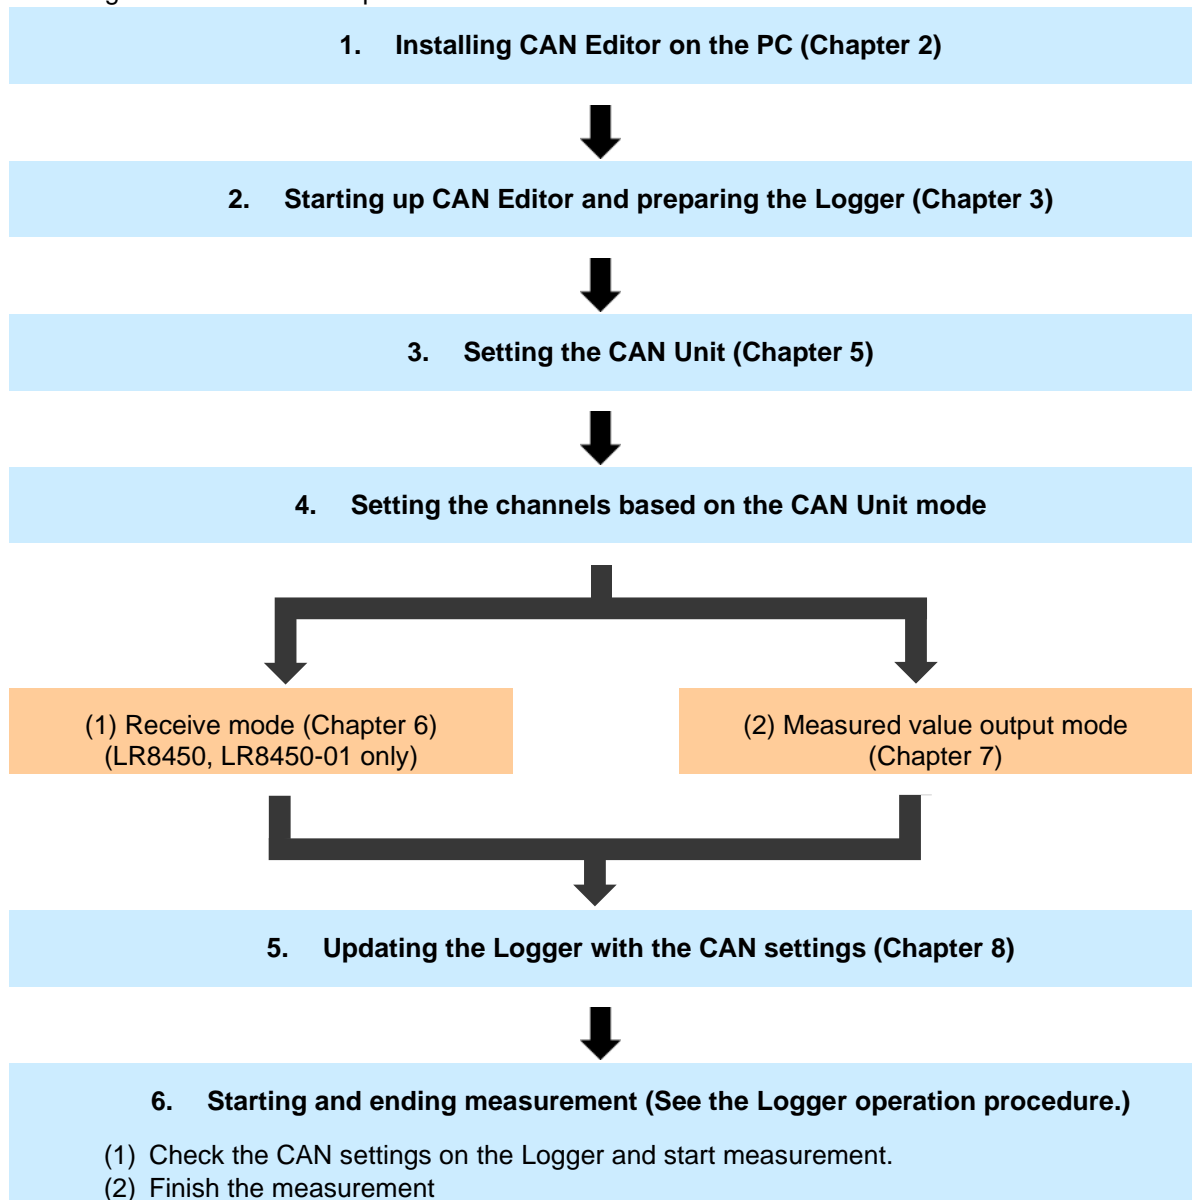 1. Installing CAN Editor on the PC (Chapter 2)
2. Starting up CAN Editor and preparing the Logger (Chapter 3)
3. Setting the CAN Unit (Chapter 5)
4. Setting the channels based on the CAN Unit mode
(1) Receive mode (Chapter 6)
(LR8450, LR8450-01 only)
(2) Measured value output mode
(Chapter 7)
5. Updating the Logger with the CAN settings (Chapter 8)
6. Starting and ending measurement (See the Logger operation procedure.)
(1) Check the CAN settings on the Logger and start measurement.
(2) Finish the measurement